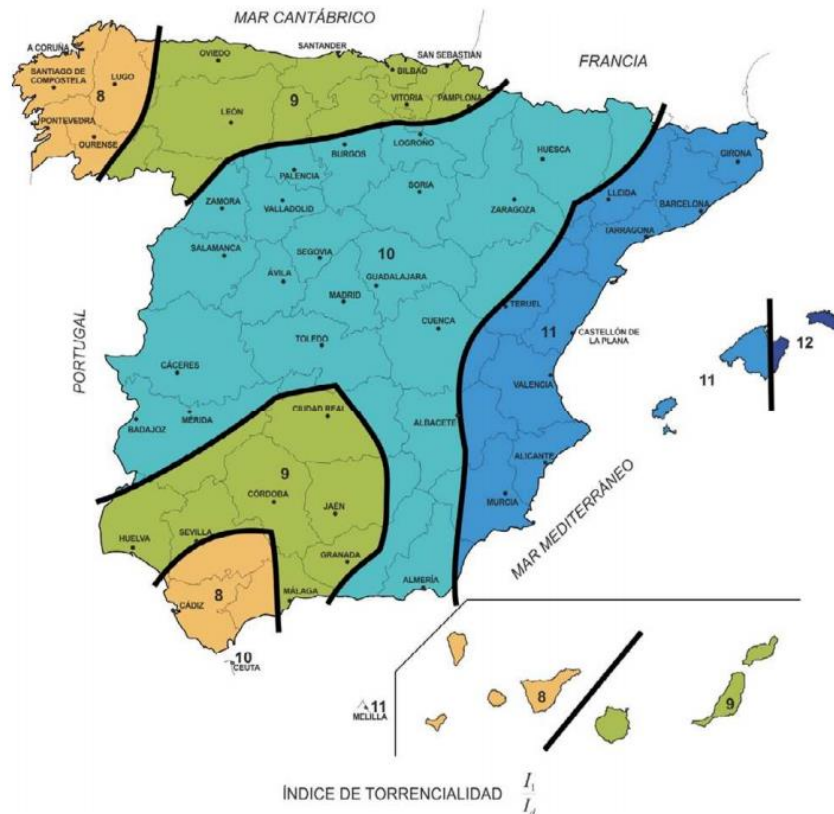 MAR CANTÁBRICO
A CORUÑA
OVIEDO
SANTANDER
SAN SEBASTIÁN
FRANCIA
SANTIAGO DE
COMPOSTELA
LUGO
8
BILBAO
LEÓN
9
VITORIA
PAMPLONA
PONTEVEDRA
OURENSE
BURGOS
LOGROÑO
HUESCA
GIRONA
PALENCIA
SORIA
LLEIDA
ZAMORA
VALLADOLID
ZARAGOZA
BARCELONA
TARRAGONA
SALAMANCA
SEGOVIA
10
ÁVILA
GUADALAJARA
MADRID
TERUEL
PORTUGAL
TOLEDO
CUENCA
11
CASTELLÓN DE
LA PLANA
12
CÁCERES
11
VALENCIA
BADAJOZ
MÉRIDA
CIUDAD REAL
ALBACETE
ALICANTE
9
CÓRDOBA
JAÉN
MURCIA
MAR MEDITERRÁNEO
HUELVA
SEVILLA
GRANADA
ALMERÍA
CÁDIZ
8
MÁLAGA
10
CEUTA
11
MELILLA
8
9
ÍNDICE DE TORRENCIALIDAD I₁/I_d